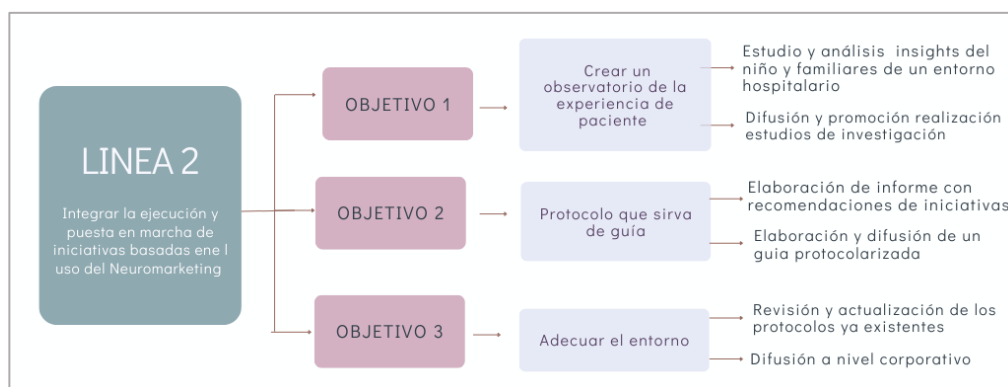 LINEA 2
Integrar la ejecución y
puesta en marcha de
iniciativas basadas ene l
uso del Neuromarketing
OBJETIVO 1
Crear un
observatorio de la
experiencia de
paciente
Estudio y análisis insights del
niño y familiares de un entorno
hospitalario
Difusión y promoción realización
estudios de investigación
OBJETIVO 2
Protocolo que sirva
de guía
Elaboración de informe con
recomendaciones de iniciativas
Elaboración y difusión de un
guia protocolarizada
OBJETIVO 3
Adecuar el entorno
Revisión y actualización de los
protocolos ya existentes
Difusión a nivel corporativo